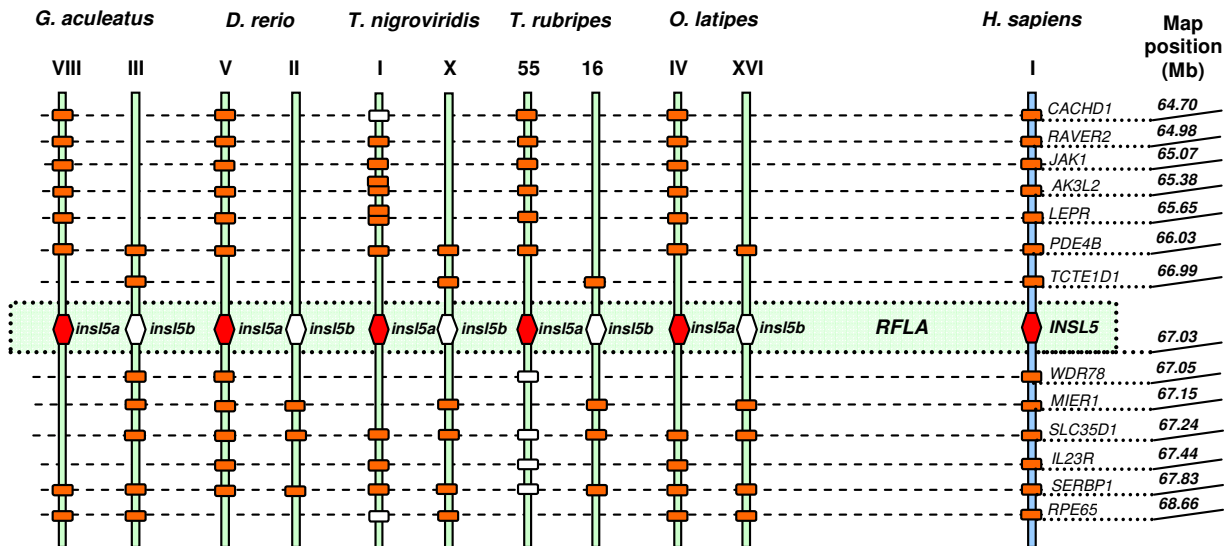 G. aculeatus D. rerio T. nigroviridis T. rubripes O. latipes H. sapiens Map position (Mb)
VIII III V II I X 55 16 IV XVI I
CACHD1 64.70
RAVER2 64.98
JAK1 65.07
AK3L2 65.38
LEPR 65.65
PDE4B 66.03
TCTE1D1 66.99
insl5a insl5b insl5a insl5b insl5a insl5b insl5a insl5b insl5a insl5b RFLA INSL5 67.03
WDR78 67.05
MIER1 67.15
SLC35D1 67.24
IL23R 67.44
SERBP1 67.83
RPE65 68.66